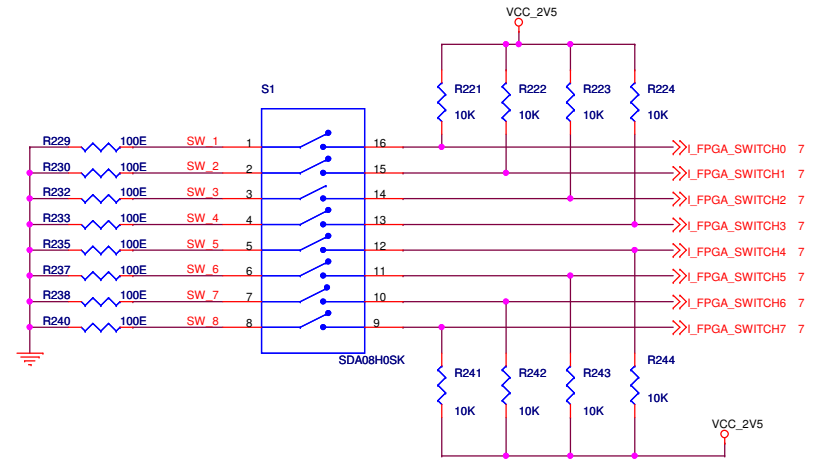 VCC_2V5
S1
R221 R222 R223 R224
10K 10K 10K 10K
R229 100E SW_1 1 16 I_FPGA_SWITCH0 7
R230 100E SW_2 2 15 I_FPGA_SWITCH1 7
R232 100E SW_3 3 14 I_FPGA_SWITCH2 7
R233 100E SW_4 4 13 I_FPGA_SWITCH3 7
R235 100E SW_5 5 12 I_FPGA_SWITCH4 7
R237 100E SW_6 6 11 I_FPGA_SWITCH5 7
R238 100E SW_7 7 10 I_FPGA_SWITCH6 7
R240 100E SW_8 8 9 I_FPGA_SWITCH7 7
SDA08H0SK
R241 R242 R243 R244
10K 10K 10K 10K
VCC_2V5